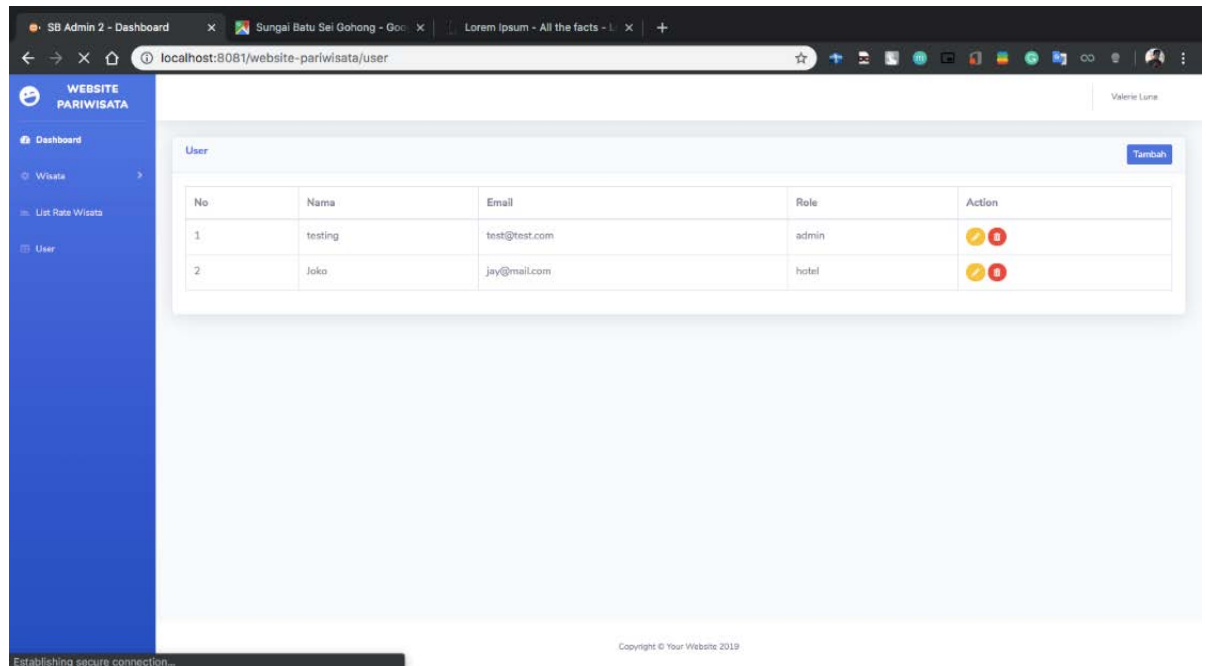 SB Admin 2 - Dashboard
Sungai Batu Sei Gohong - Goo
Lorem Ipsum - All the facts - L
localhost:8081/website-pariwisata/user
WEBSITE
PARIWISATA
Valerie Luna
Dashboard
Wisata
List Rate Wisata
User
User
Tambah
No Nama Email Role Action
1 testing test@test.com admin
2 Joko jay@mail.com hotel
Copyright © Your Website 2019
Establishing secure connection...